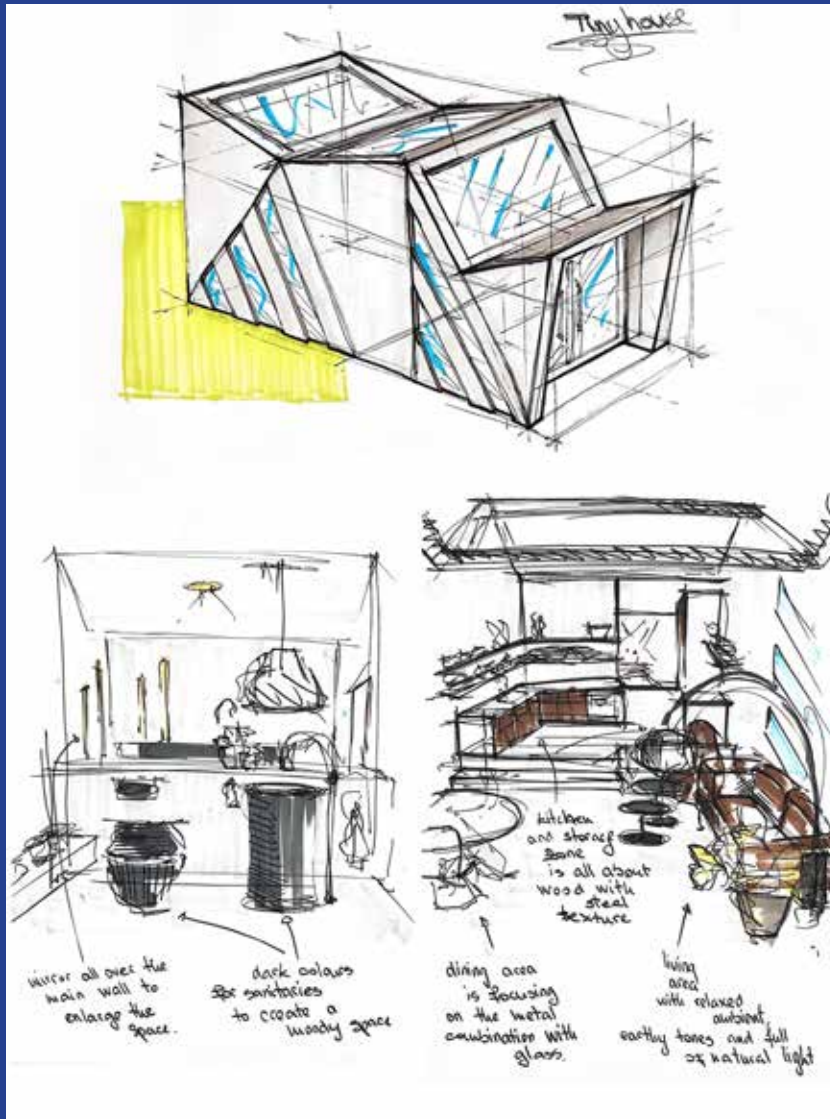 Tiny house
kitchen
and storage
zone
is all about
wood with
steel
texture
mirror all over the
main wall to
enlarge the
space.
dark colours
for sanitaries
to create a
moody space
dining area
is focusing
on the metal
combination with
glass.
living
area
with relaxed
ambient,
earthy tones and full
of natural light